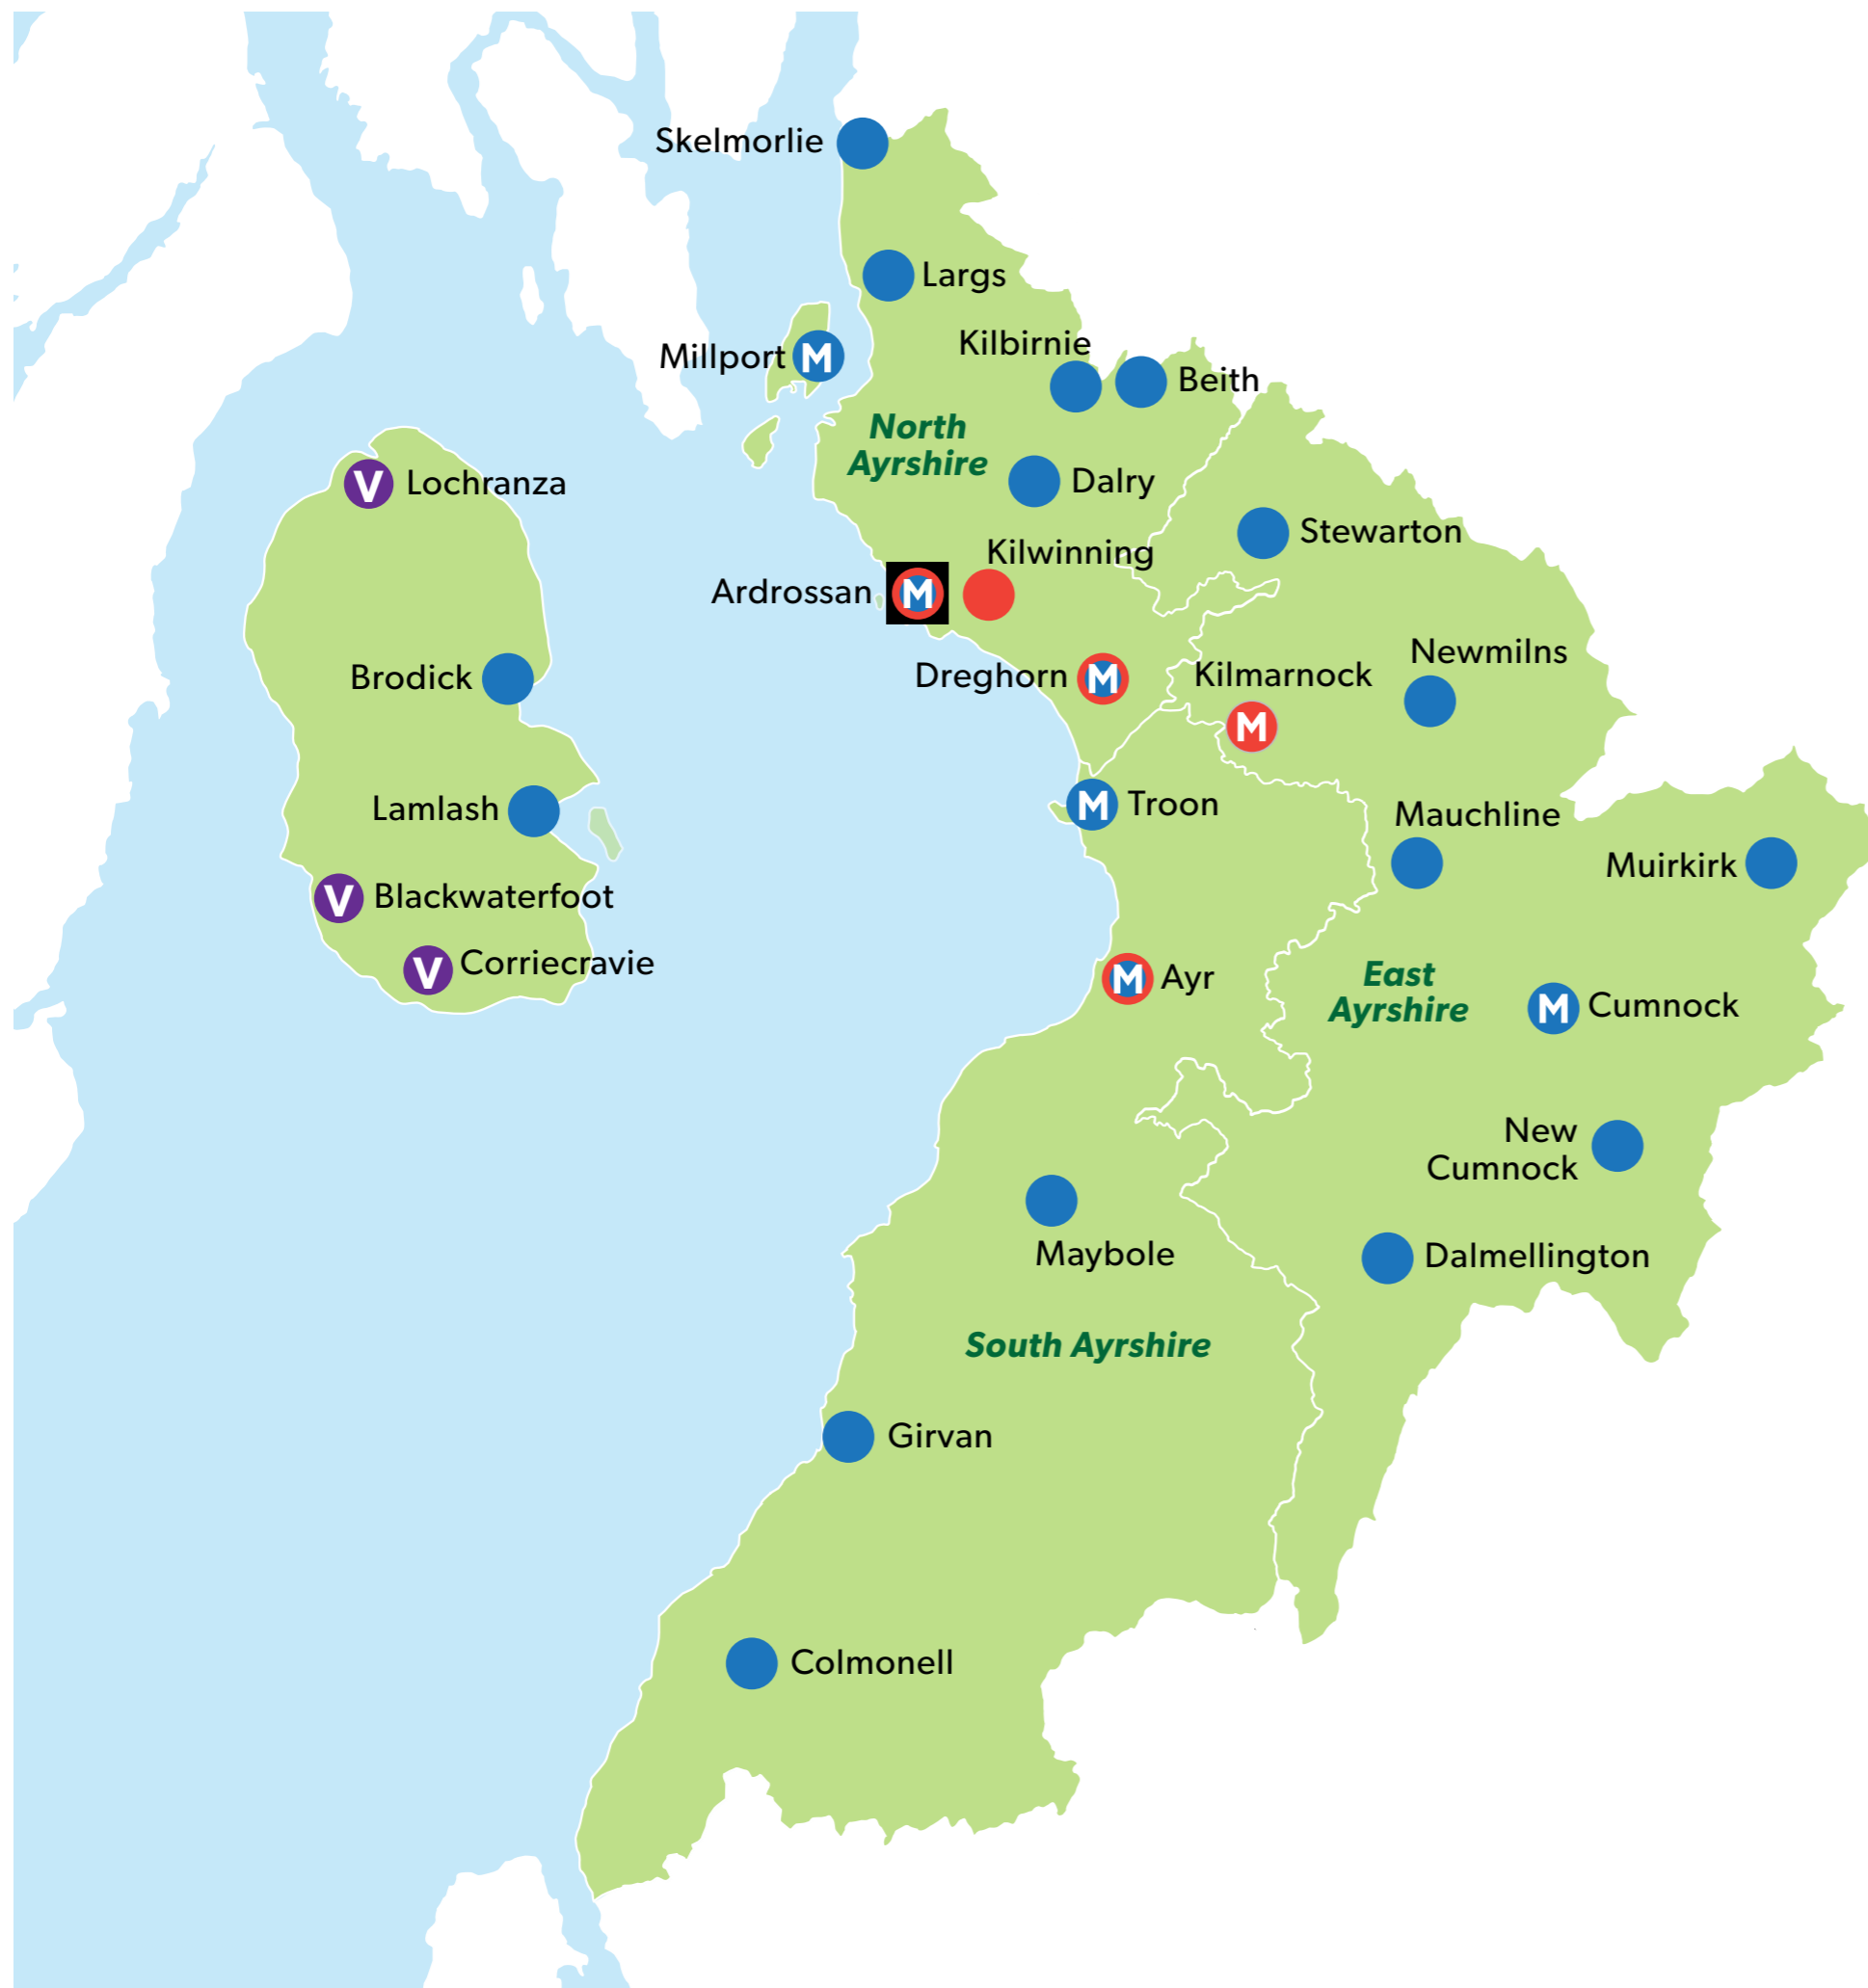 Skelmorlie
Largs
Kilbirnie
Millport M
Beith
North
Ayrshire
V Lochranza
Dalry
Stewarton
Kilwinning
Ardrossan M
Newmilns
Brodick
Dreghorn M
Kilmarnock
M
Lamlash
M Troon
Mauchline
Muirkirk
V Blackwaterfoot
V Corriecravie
M Ayr
East
Ayrshire
M Cumnock
New
Cumnock
Maybole
Dalmellington
South Ayrshire
Girvan
Colmonell